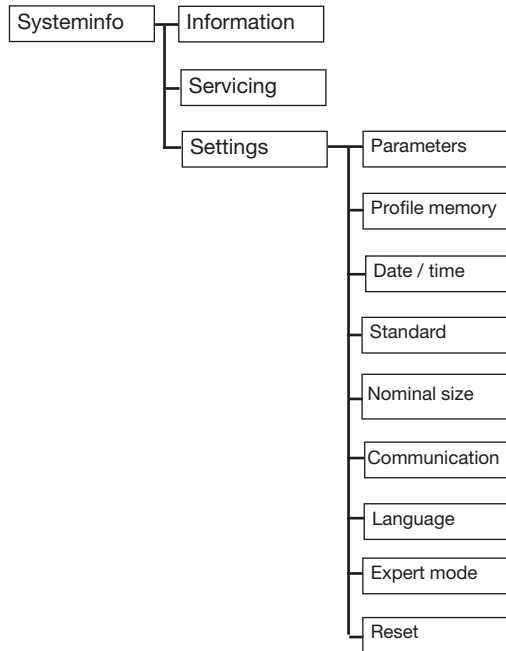 Systeminfo
Information
Servicing
Settings
Parameters
Profile memory
Date / time
Standard
Nominal size
Communication
Language
Expert mode
Reset